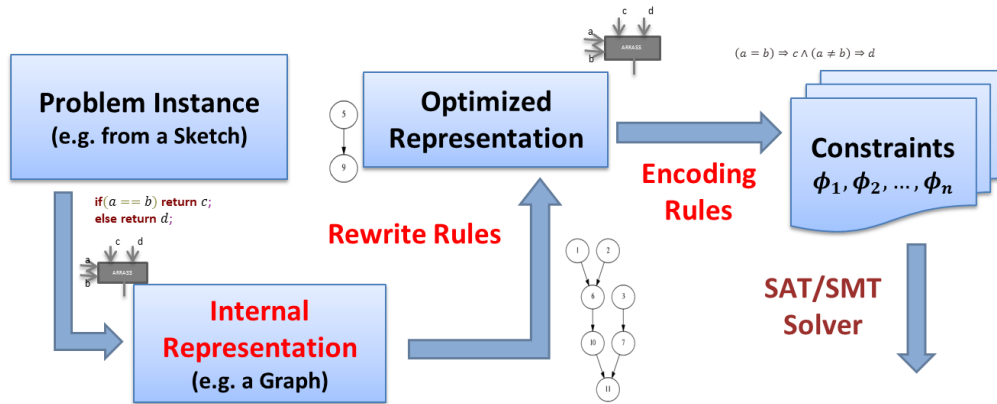 c d
a
b
ARRASS
(a = b) ⇒ c ∧ (a ≠ b) ⇒ d
Problem Instance
(e.g. from a Sketch)
5
9
Optimized
Representation
Constraints
ϕ₁, ϕ₂, …, ϕₙ
Encoding
Rules
if(a == b) return c;
else return d;
Rewrite Rules
c d
a
b
ARRASS
1 2
6 3
10 7
11
Internal
Representation
(e.g. a Graph)
SAT/SMT
Solver